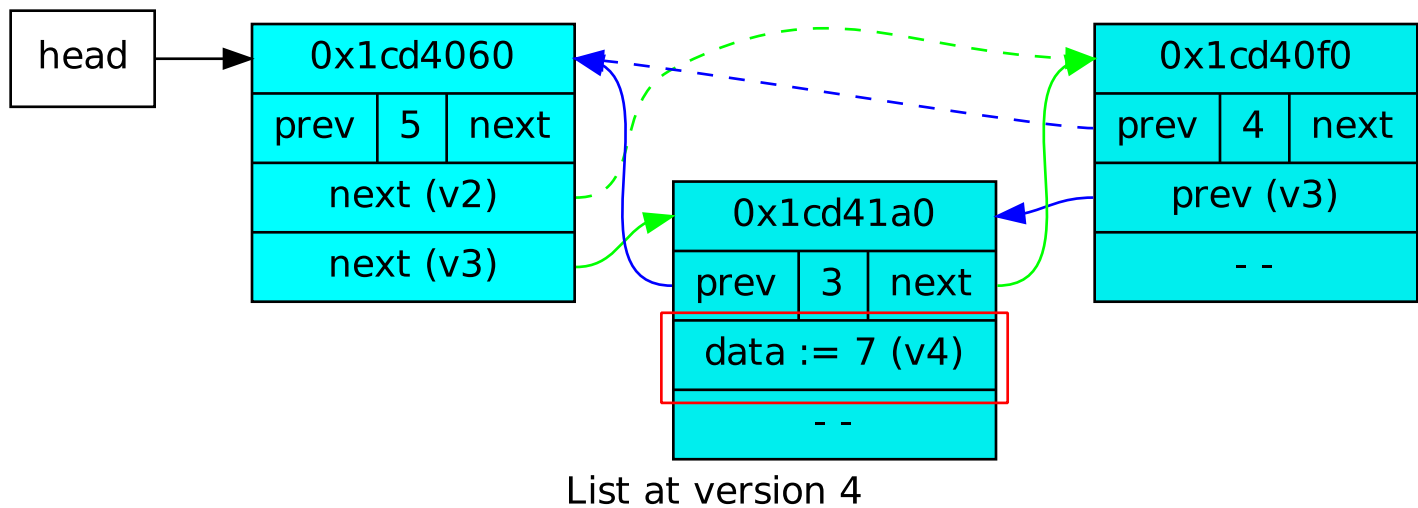 head
0x1cd4060
prev 5 next
next (v2)
next (v3)
0x1cd41a0
prev 3 next
data := 7 (v4)
- -
0x1cd40f0
prev 4 next
prev (v3)
- -
List at version 4